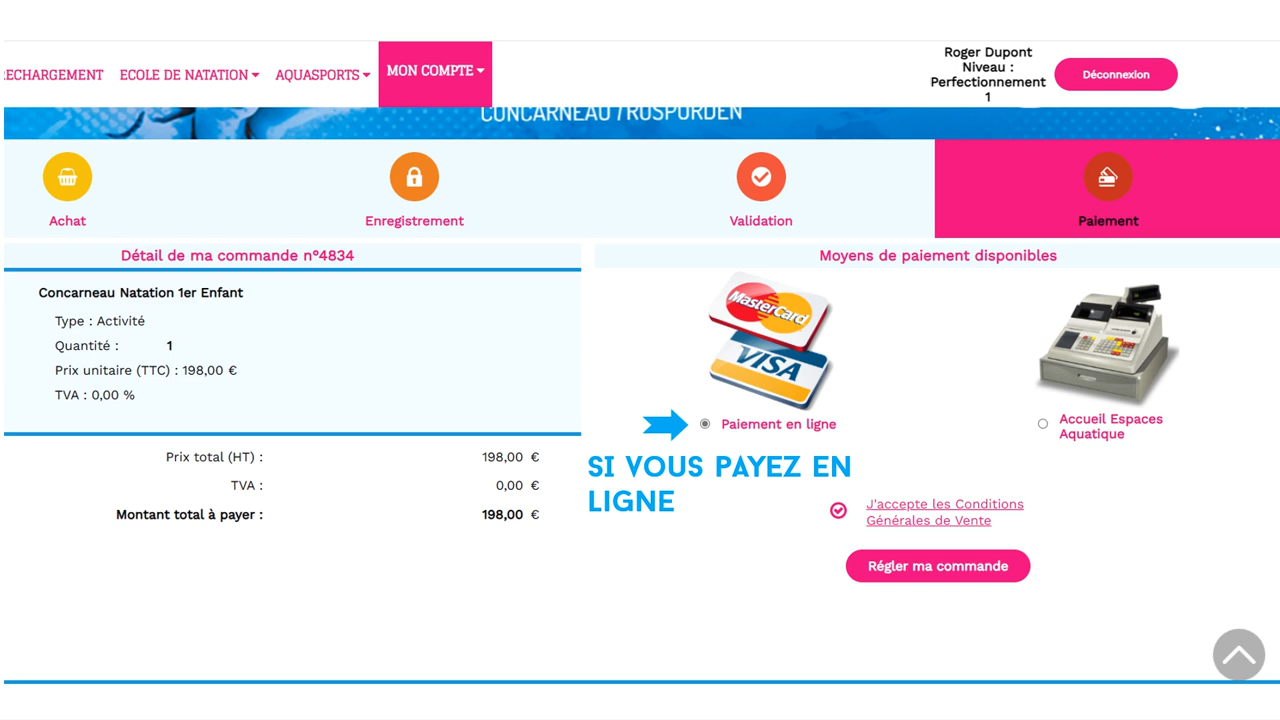 RECHARGEMENT ECOLE DE NATATION AQUASPORTS MON COMPTE
Roger Dupont
Niveau :
Perfectionnement
1
Déconnexion
CONCARNEAU / ROSPORDEN
Achat
Enregistrement
Validation
Paiement
Détail de ma commande n°4834
Moyens de paiement disponibles
Concarneau Natation 1er Enfant
Type : Activité
Quantité : 1
Prix unitaire (TTC) : 198,00 €
TVA : 0,00 %
MasterCard
VISA
Paiement en ligne
Accueil Espaces
Aquatique
SI VOUS PAYEZ EN
LIGNE
Prix total (HT) : 198,00 €
TVA : 0,00 €
Montant total à payer : 198,00 €
J'accepte les Conditions
Générales de Vente
Régler ma commande